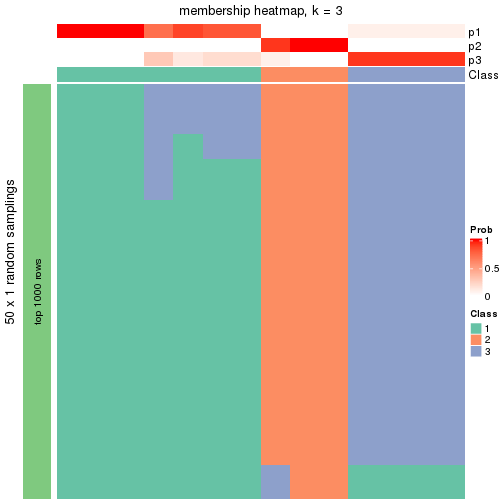 membership heatmap, k = 3
p1
p2
p3
Class
50 x 1 random samplings
top 1000 rows
Prob
1
0.5
0
Class
1
2
3